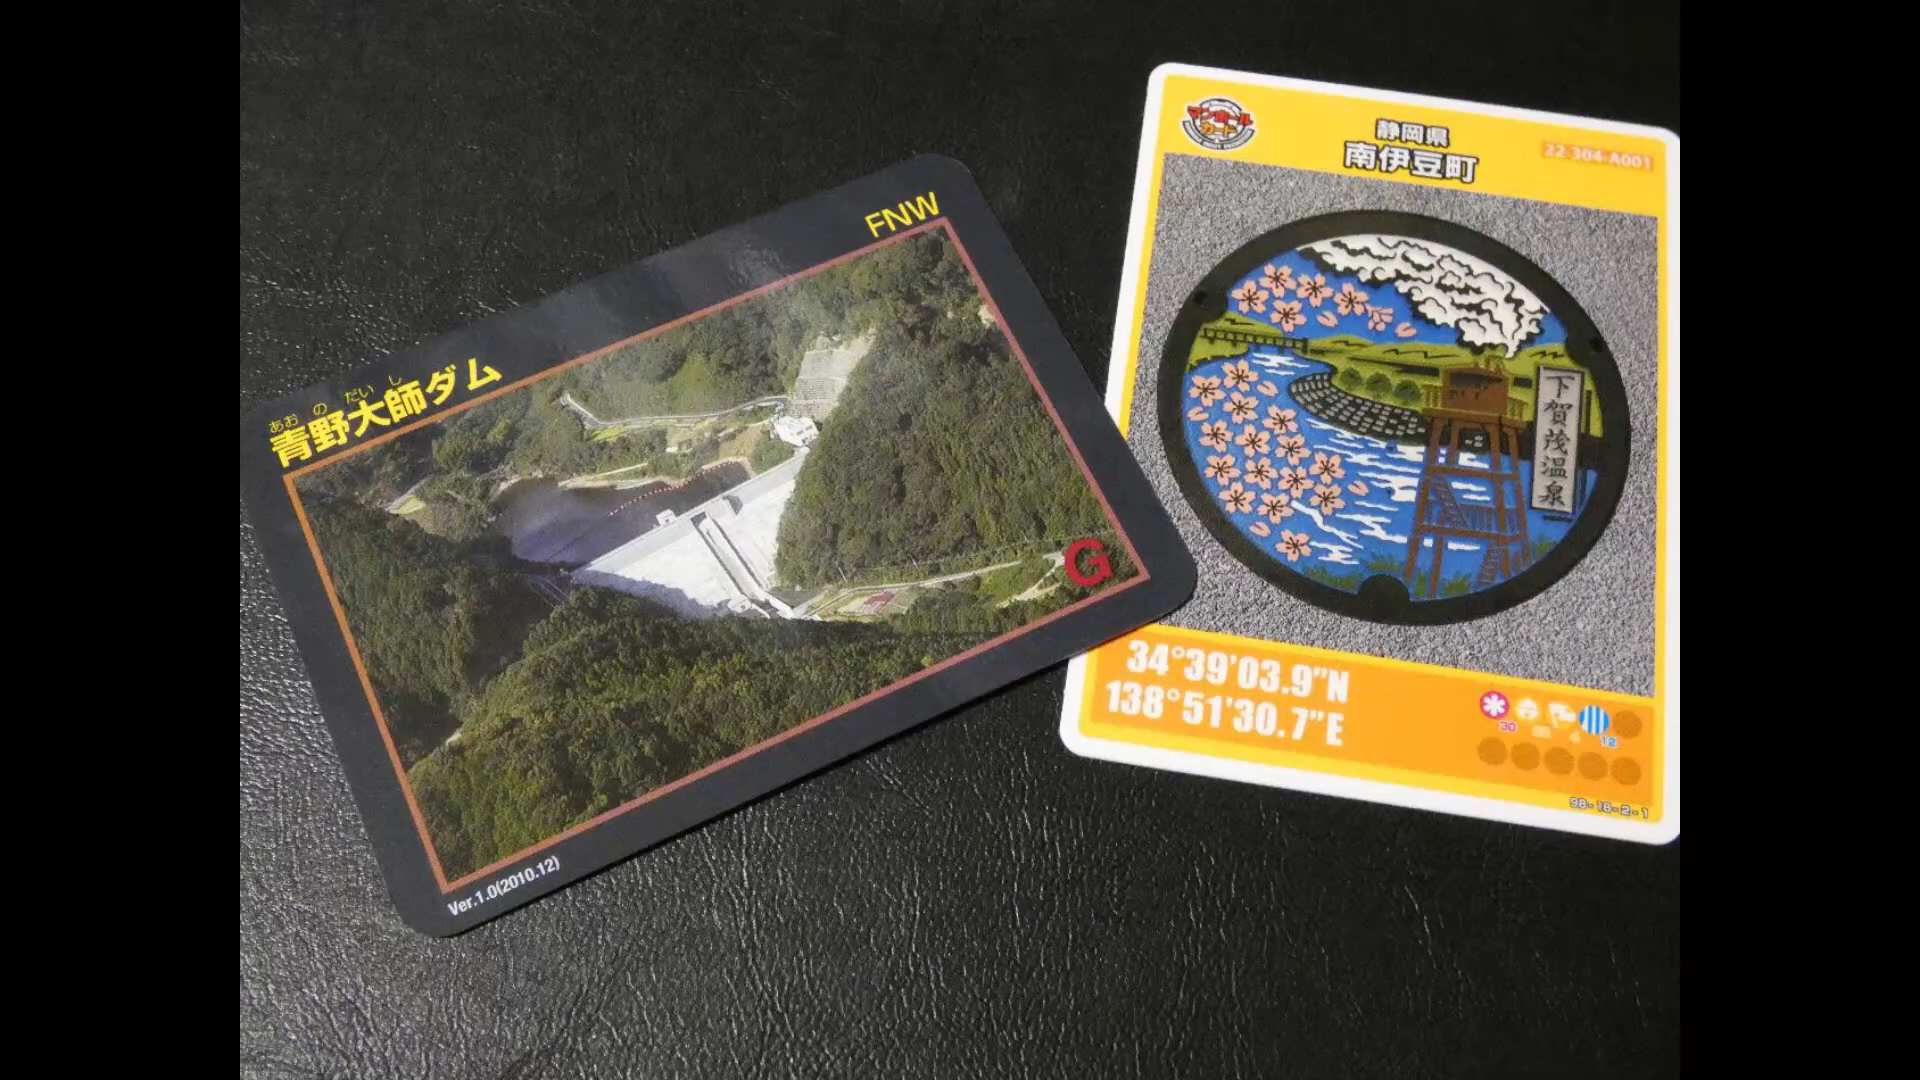 FNW
あおのだいし
青野大師ダム
G
Ver.1.0(2010.12)
マンホール
カード
静岡県
南伊豆町
22-304-A001
下賀茂温泉
34°39'03.9"N
138°51'30.7"E
30
12
98-18-2-1